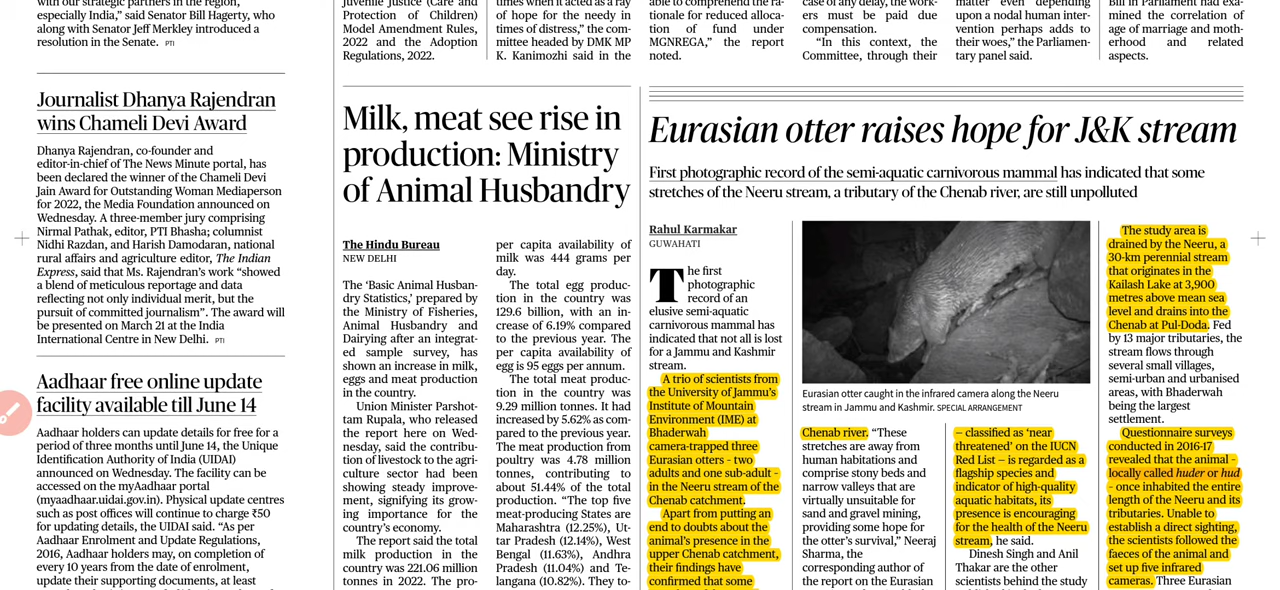 with our strategic partners in the region,
especially India,” said Senator Bill Hagerty, who
along with Senator Jeff Merkley introduced a
resolution in the Senate. PTI
Journalist Dhanya Rajendran
wins Chameli Devi Award
Dhanya Rajendran, co-founder and
editor-in-chief of The News Minute portal, has
been declared the winner of the Chameli Devi
Jain Award for Outstanding Woman Mediaperson
for 2022, the Media Foundation announced on
Wednesday. A three-member jury comprising
Nirmal Pathak, editor, PTI Bhasha; columnist
Nidhi Razdan, and Harish Damodaran, national
rural affairs and agriculture editor, The Indian
Express, said that Ms. Rajendran’s work “showed
a blend of meticulous reportage and data
reflecting not only individual merit, but the
pursuit of committed journalism”. The award will
be presented on March 21 at the India
International Centre in New Delhi. PTI
Aadhaar free online update
facility available till June 14
Aadhaar holders can update details for free for a
period of three months until June 14, the Unique
Identification Authority of India (UIDAI)
announced on Wednesday. The facility can be
accessed on the myAadhaar portal
(myaadhaar.uidai.gov.in). Physical update centres
such as post offices will continue to charge ₹50
for updating details, the UIDAI said. “As per
Aadhaar Enrolment and Update Regulations,
2016, Aadhaar holders may, on completion of
every 10 years from the date of enrolment,
update their supporting documents, at least
Juvenile Justice (Care and
Protection of Children)
Model Amendment Rules,
2022 and the Adoption
Regulations, 2022.
times when it acted as a ray
of hope for the needy in
times of distress,” the com-
mittee headed by DMK MP
K. Kanimozhi said in the
able to comprehend the ra-
tionale for reduced alloca-
tion of fund under
MGNREGA,” the report
noted.
case of any delay, the work-
ers must be paid due
compensation.
“In this context, the
Committee, through their
matter even depending
upon a nodal human inter-
vention perhaps adds to
their woes,” the Parliamen-
tary panel said.
Bill in Parliament had exa-
mined the correlation of
age of marriage and moth-
erhood and related
aspects.
Milk, meat see rise in
production: Ministry
of Animal Husbandry
The Hindu Bureau
NEW DELHI
The ‘Basic Animal Husban-
dry Statistics,’ prepared by
the Ministry of Fisheries,
Animal Husbandry and
Dairying after an integrat-
ed sample survey, has
shown an increase in milk,
eggs and meat production
in the country.
Union Minister Parshot-
tam Rupala, who released
the report here on Wed-
nesday, said the contribu-
tion of livestock to the agri-
culture sector had been
showing steady improve-
ment, signifying its grow-
ing importance for the
country’s economy.
The report said the total
milk production in the
country was 221.06 million
tonnes in 2022. The pro-
per capita availability of
milk was 444 grams per
day.
The total egg produc-
tion in the country was
129.6 billion, with an in-
crease of 6.19% compared
to the previous year. The
per capita availability of
egg is 95 eggs per annum.
The total meat produc-
tion in the country was
9.29 million tonnes. It had
increased by 5.62% as com-
pared to the previous year.
The meat production from
poultry was 4.78 million
tonnes, contributing to
about 51.44% of the total
production. “The top five
meat-producing States are
Maharashtra (12.25%), Ut-
tar Pradesh (12.14%), West
Bengal (11.63%), Andhra
Pradesh (11.04%) and Te-
langana (10.82%). They to-
Eurasian otter raises hope for J&K stream
First photographic record of the semi-aquatic carnivorous mammal has indicated that some
stretches of the Neeru stream, a tributary of the Chenab river, are still unpolluted
Rahul Karmakar
GUWAHATI
The first
photographic
record of an
elusive semi-aquatic
carnivorous mammal has
indicated that not all is lost
for a Jammu and Kashmir
stream.
A trio of scientists from
the University of Jammu’s
Institute of Mountain
Environment (IME) at
Bhaderwah
camera-trapped three
Eurasian otters – two
adults and one sub-adult –
in the Neeru stream of the
Chenab catchment.
Apart from putting an
end to doubts about the
animal’s presence in the
upper Chenab catchment,
their findings have
confirmed that some
Eurasian otter caught in the infrared camera along the Neeru
stream in Jammu and Kashmir. SPECIAL ARRANGEMENT
Chenab river. “These
stretches are away from
human habitations and
comprise stony beds and
narrow valleys that are
virtually unsuitable for
sand and gravel mining,
providing some hope for
the otter’s survival,” Neeraj
Sharma, the
corresponding author of
the report on the Eurasian
– classified as ‘near
threatened’ on the IUCN
Red List – is regarded as a
flagship species and
indicator of high-quality
aquatic habitats, its
presence is encouraging
for the health of the Neeru
stream, he said.
Dinesh Singh and Anil
Thakar are the other
scientists behind the study
The study area is
drained by the Neeru, a
30-km perennial stream
that originates in the
Kailash Lake at 3,900
metres above mean sea
level and drains into the
Chenab at Pul-Doda. Fed
by 13 major tributaries, the
stream flows through
several small villages,
semi-urban and urbanised
areas, with Bhaderwah
being the largest
settlement.
Questionnaire surveys
conducted in 2016-17
revealed that the animal –
locally called huder or hud
– once inhabited the entire
length of the Neeru and its
tributaries. Unable to
establish a direct sighting,
the scientists followed the
faeces of the animal and
set up five infrared
cameras. Three Eurasian